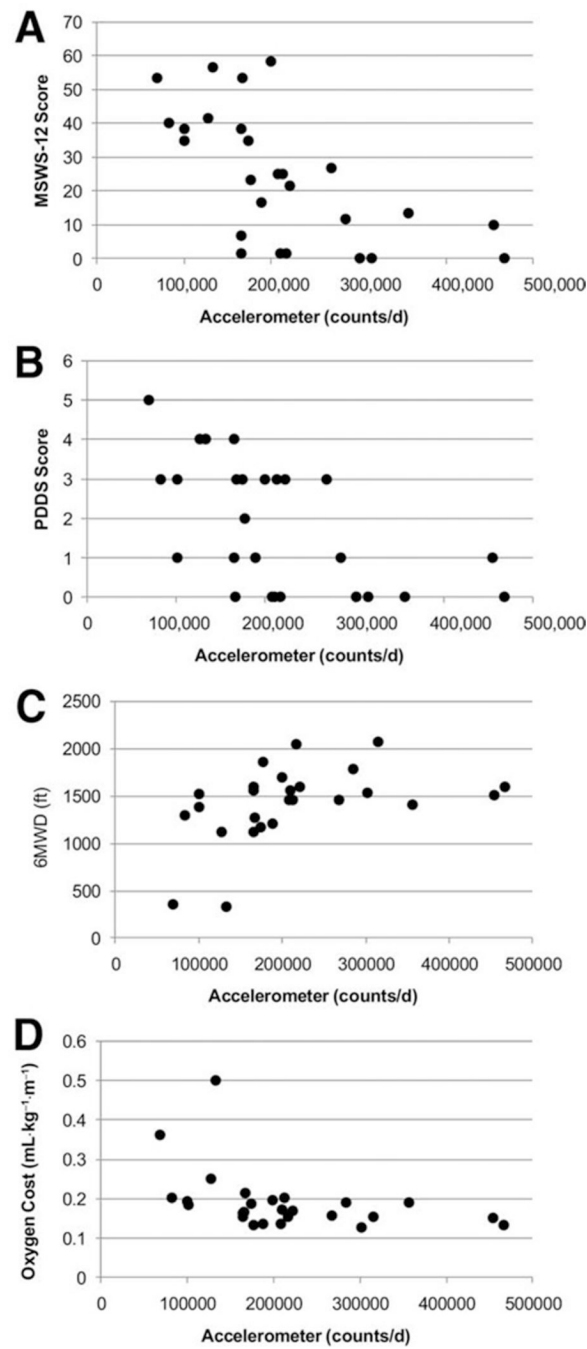 A
70
60
50
40
30
20
10
0
MSWS-12 Score
0 100,000 200,000 300,000 400,000 500,000
Accelerometer (counts/d)
B
6
5
4
3
2
1
0
PDDS Score
0 100,000 200,000 300,000 400,000 500,000
Accelerometer (counts/d)
C
2500
2000
1500
1000
500
0
6MWD (ft)
0 100000 200000 300000 400000 500000
Accelerometer (counts/d)
D
0.6
0.5
0.4
0.3
0.2
0.1
0
Oxygen Cost (mL·kg⁻¹·m⁻¹)
0 100000 200000 300000 400000 500000
Accelerometer (counts/d)